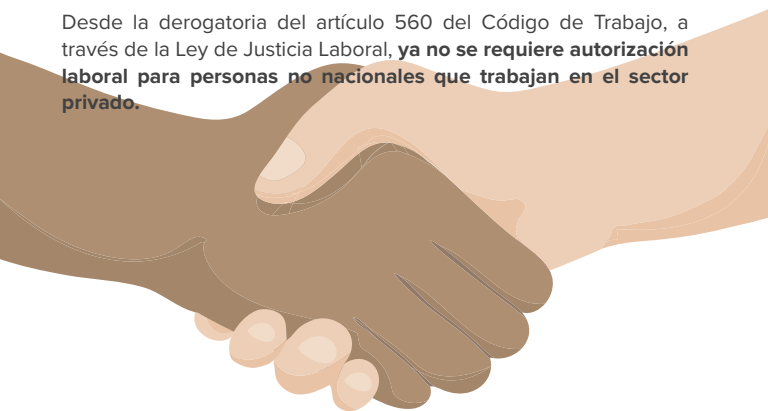 Desde la derogatoria del artículo 560 del Código de Trabajo, a
través de la Ley de Justicia Laboral, ya no se requiere autorización
laboral para personas no nacionales que trabajan en el sector
privado.